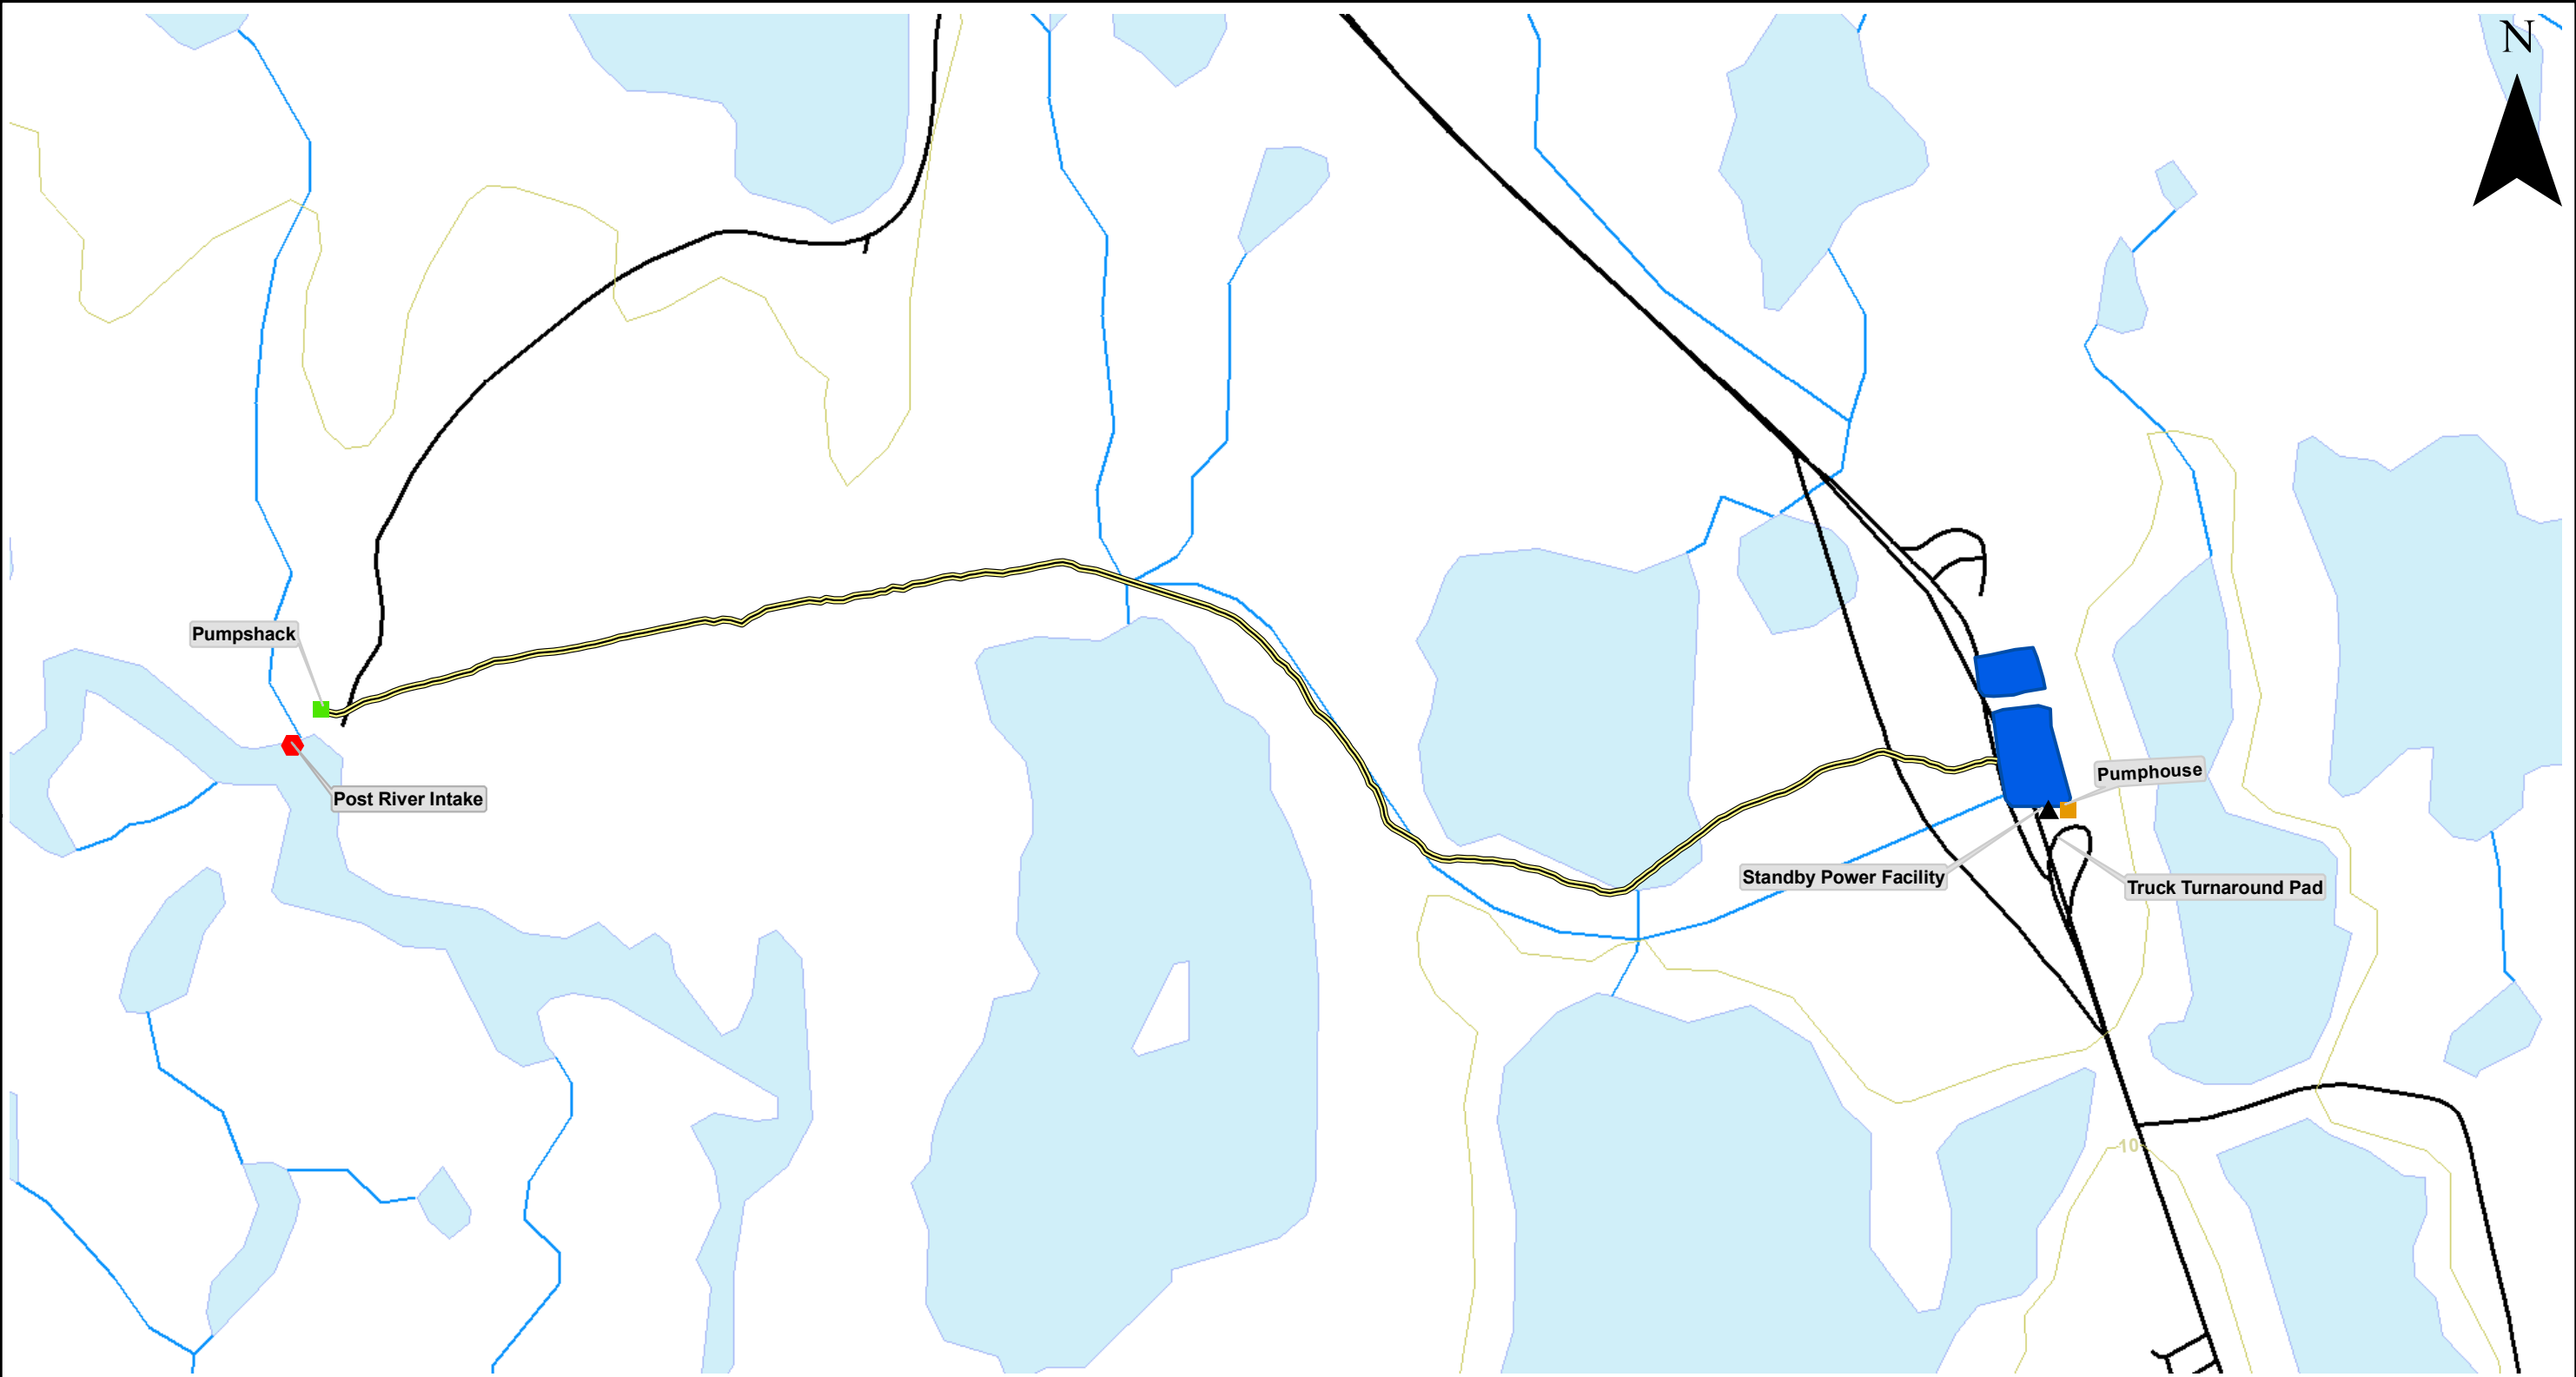 N
Pumpshack
Post River Intake
Pumphouse
Standby Power Facility
Truck Turnaround Pad
10